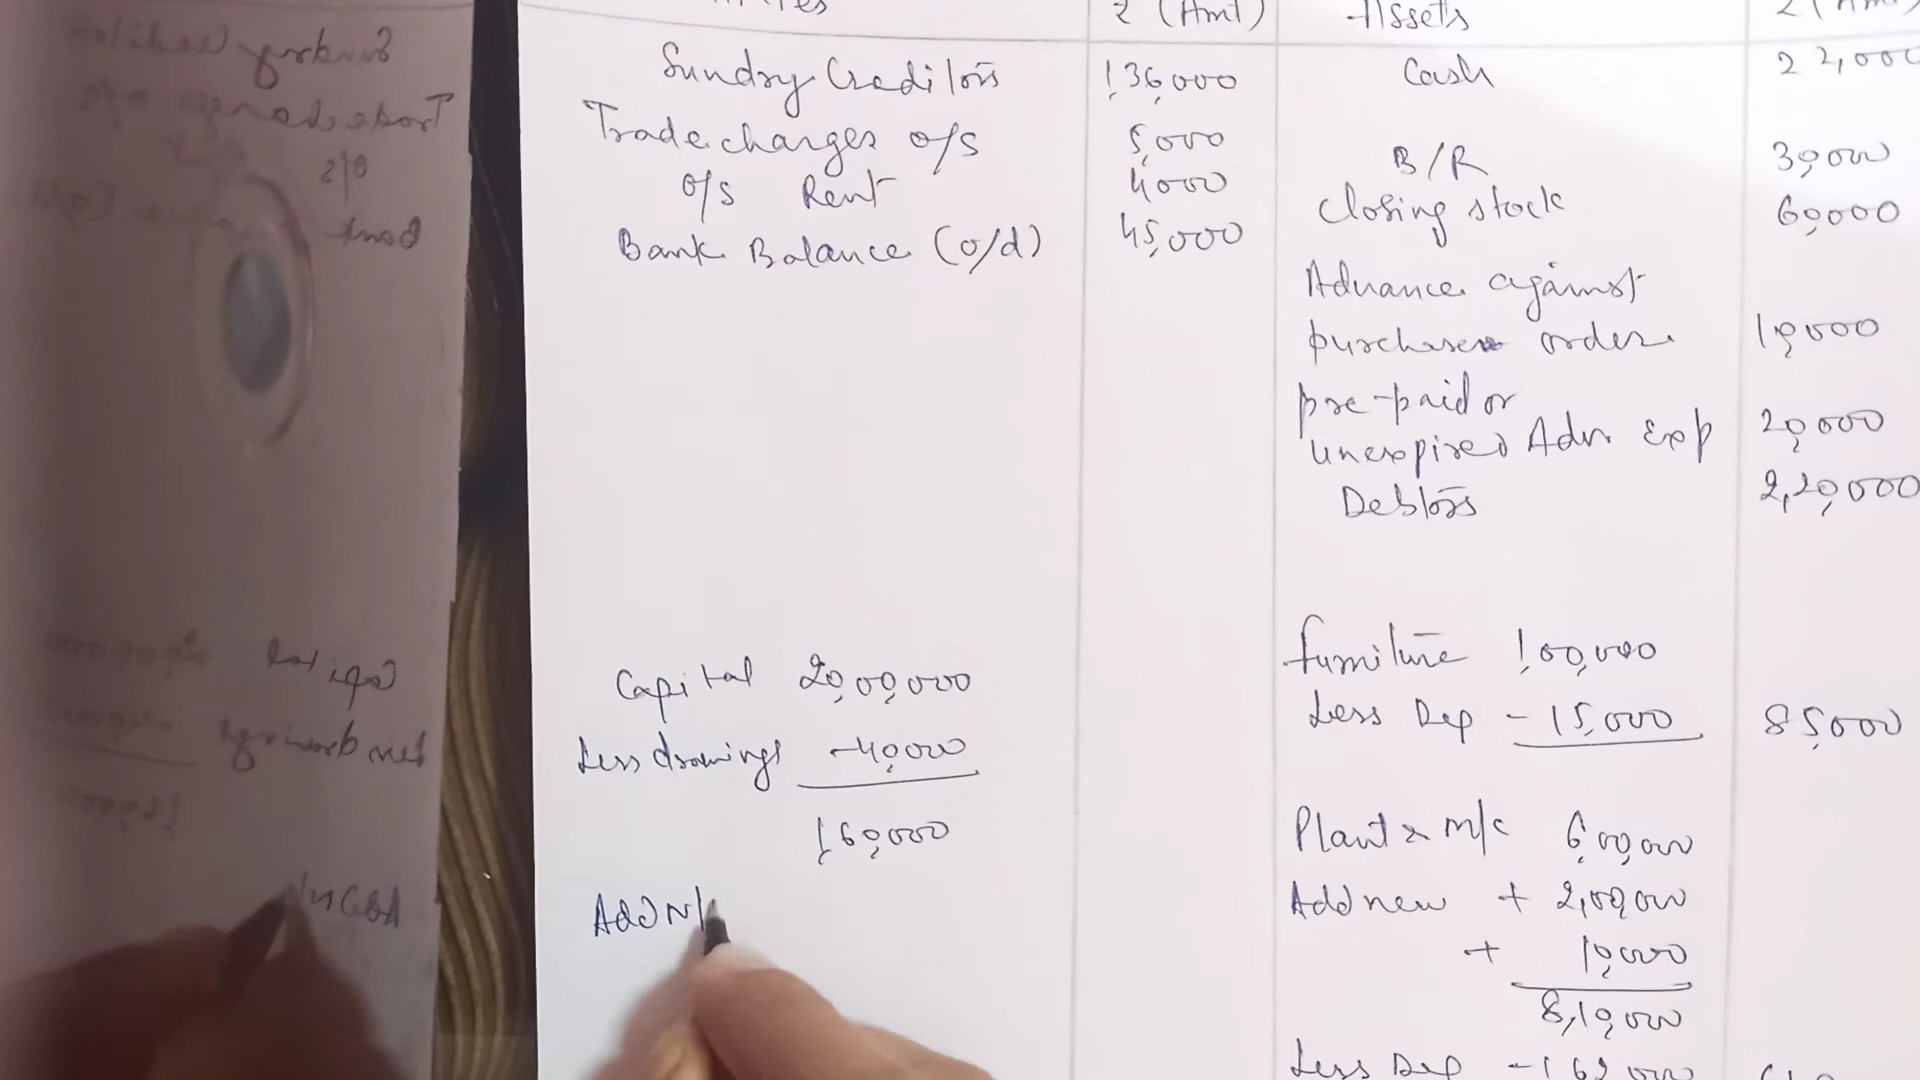 ₹ (Amt) Assets
Sundry Creditors 1,36,000 Cash 22,000
Trade charges o/s 5,000 B/R 30,000
o/s Rent 4000 Closing stock 60,000
Bank Balance (o/d) 45,000
Advance against
purchase order 10,000
pre-paid or
unexpired Adv. Exp 20,000
Debtors 2,20,000
Capital 20,00,000 Furniture 1,00,000
Less drawings -40,000 Less Dep -15,000 85,000
1,60,000 Plant & M/c 6,00,000
Add N/ Add new + 2,00,000
+ 10,000
8,10,000
Less Dep